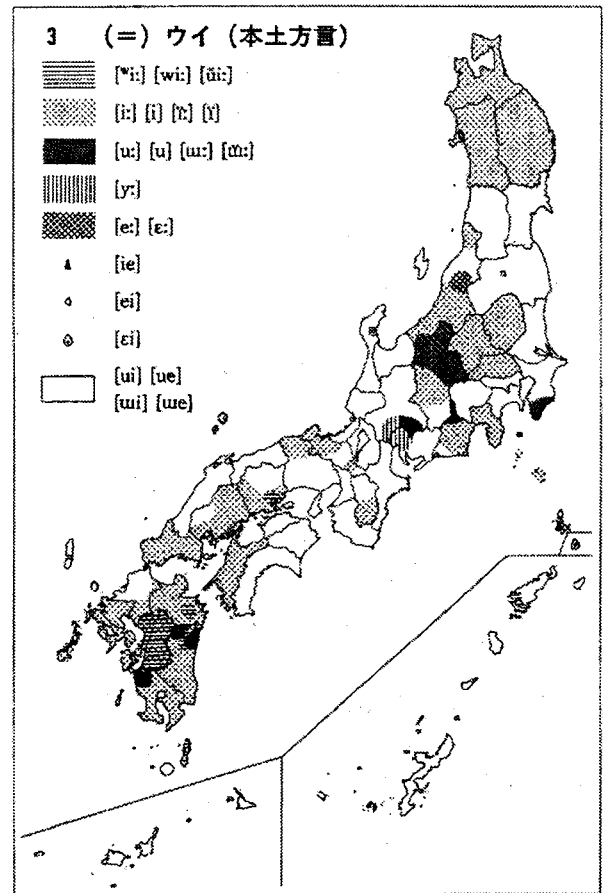 3 (=) ウイ (本土方言)
[ʷiː] [wiː] [ŭiː]
[iː] [i] [ïː] [ï]
[uː] [u] [ɯː] [ɯ̈ː]
[yː]
[eː] [ɛː]
[ie]
[ei]
[ɛi]
[ui] [ue]
[ɯi] [ɯe]